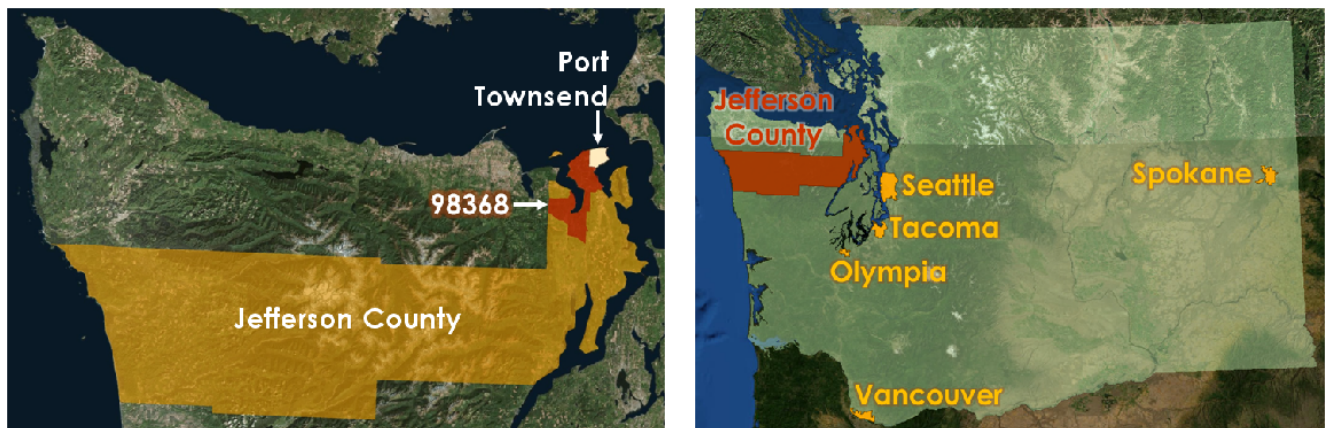 Port
Townsend
98368
Jefferson County
Jefferson
County
Seattle
Spokane
Tacoma
Olympia
Vancouver